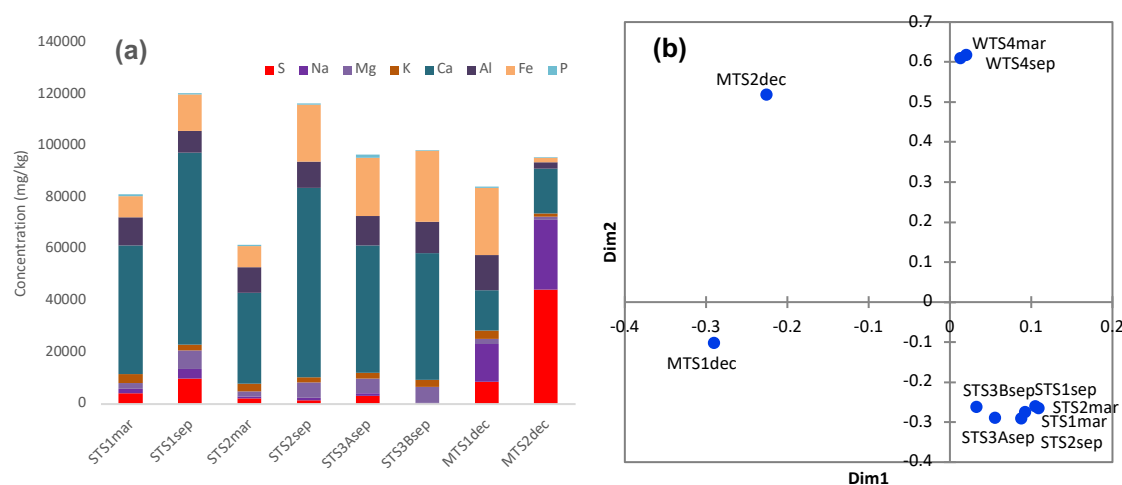 (a)
S Na Mg K Ca Al Fe P
Concentration (mg/kg)
140000
120000
100000
80000
60000
40000
20000
0
STS1mar
STS1sep
STS2mar
STS2sep
STS3Asep
STS3Bsep
MTS1dec
MTS2dec
(b)
0.7
0.6
0.5
0.4
0.3
0.2
0.1
0
-0.1
-0.2
-0.3
-0.4
-0.4 -0.3 -0.2 -0.1 0 0.1 0.2
Dim2
Dim1
WTS4mar
WTS4sep
MTS2dec
MTS1dec
STS3Bsep STS1sep
STS2mar
STS1mar
STS3Asep
STS2sep